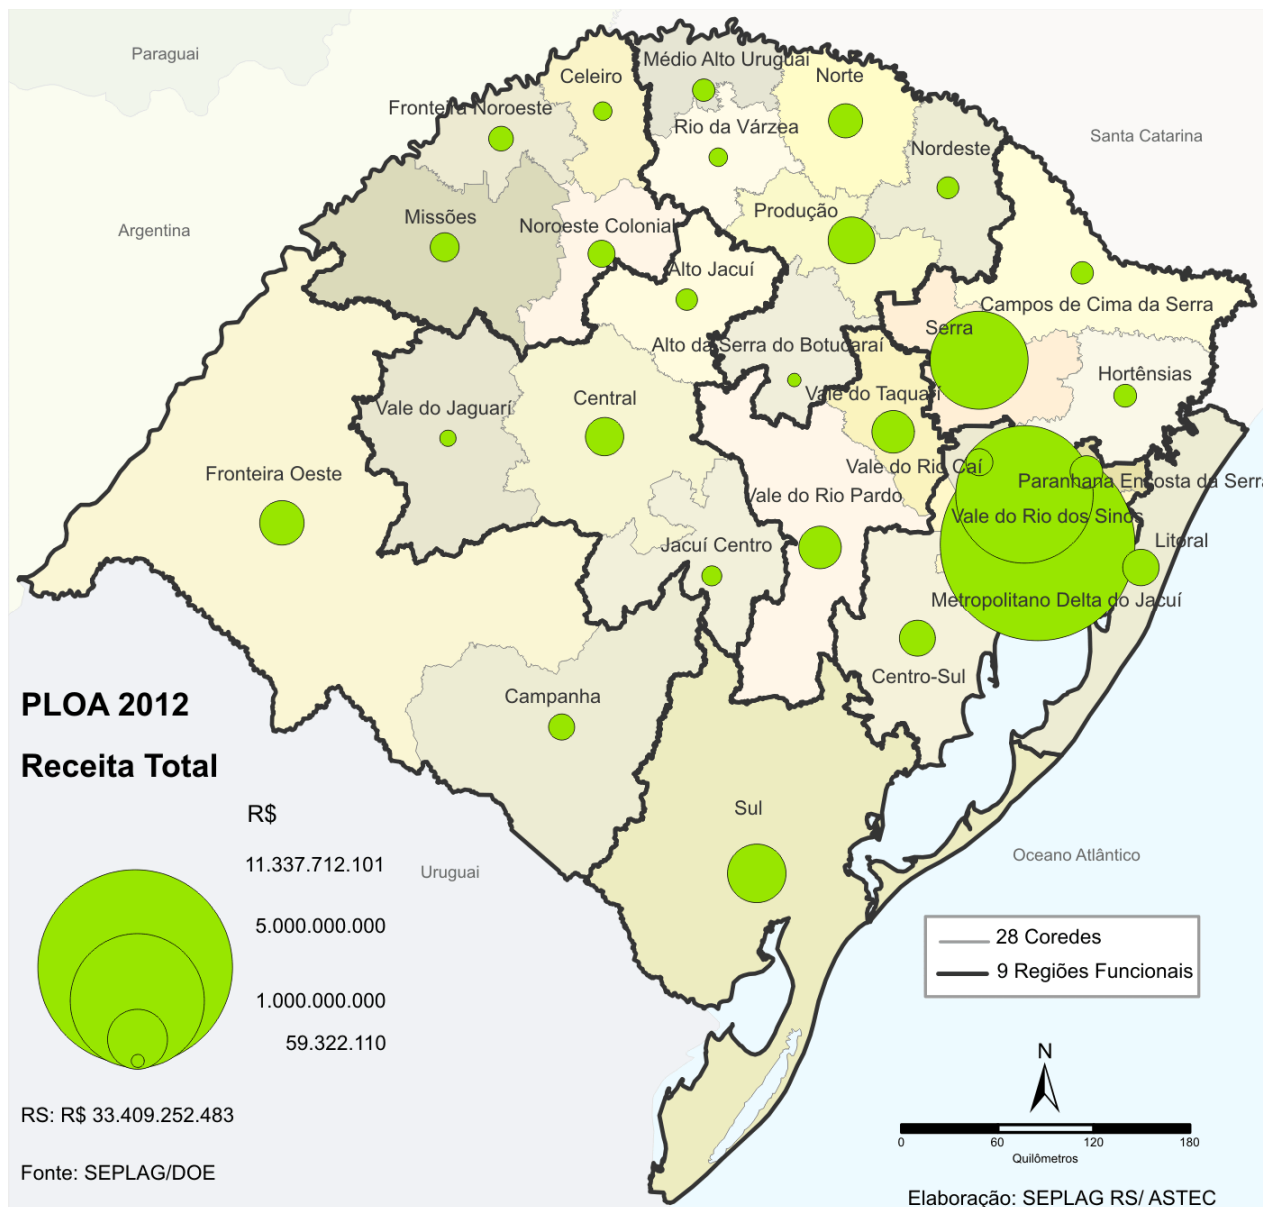 Paraguai
Médio Alto Uruguai
Celeiro
Norte
Fronteira Noroeste
Rio da Várzea
Santa Catarina
Nordeste
Missões
Produção
Argentina
Noroeste Colonial
Alto Jacuí
Campos de Cima da Serra
Serra
Alto da Serra do Botucaraí
Hortênsias
Vale do Taquari
Central
Vale do Jaguari
Vale do Rio Caí
Fronteira Oeste
Paranhana Encosta da Serra
Vale do Rio Pardo
Vale do Rio dos Sinos
Litoral
Jacuí Centro
Metropolitano Delta do Jacuí
Centro-Sul
Campanha
PLOA 2012
Receita Total
Sul
R$
11.337.712.101
5.000.000.000
1.000.000.000
59.322.110
Uruguai
Oceano Atlântico
28 Coredes
9 Regiões Funcionais
N
0 60 120 180
Quilômetros
RS: R$ 33.409.252.483
Fonte: SEPLAG/DOE
Elaboração: SEPLAG RS/ ASTEC